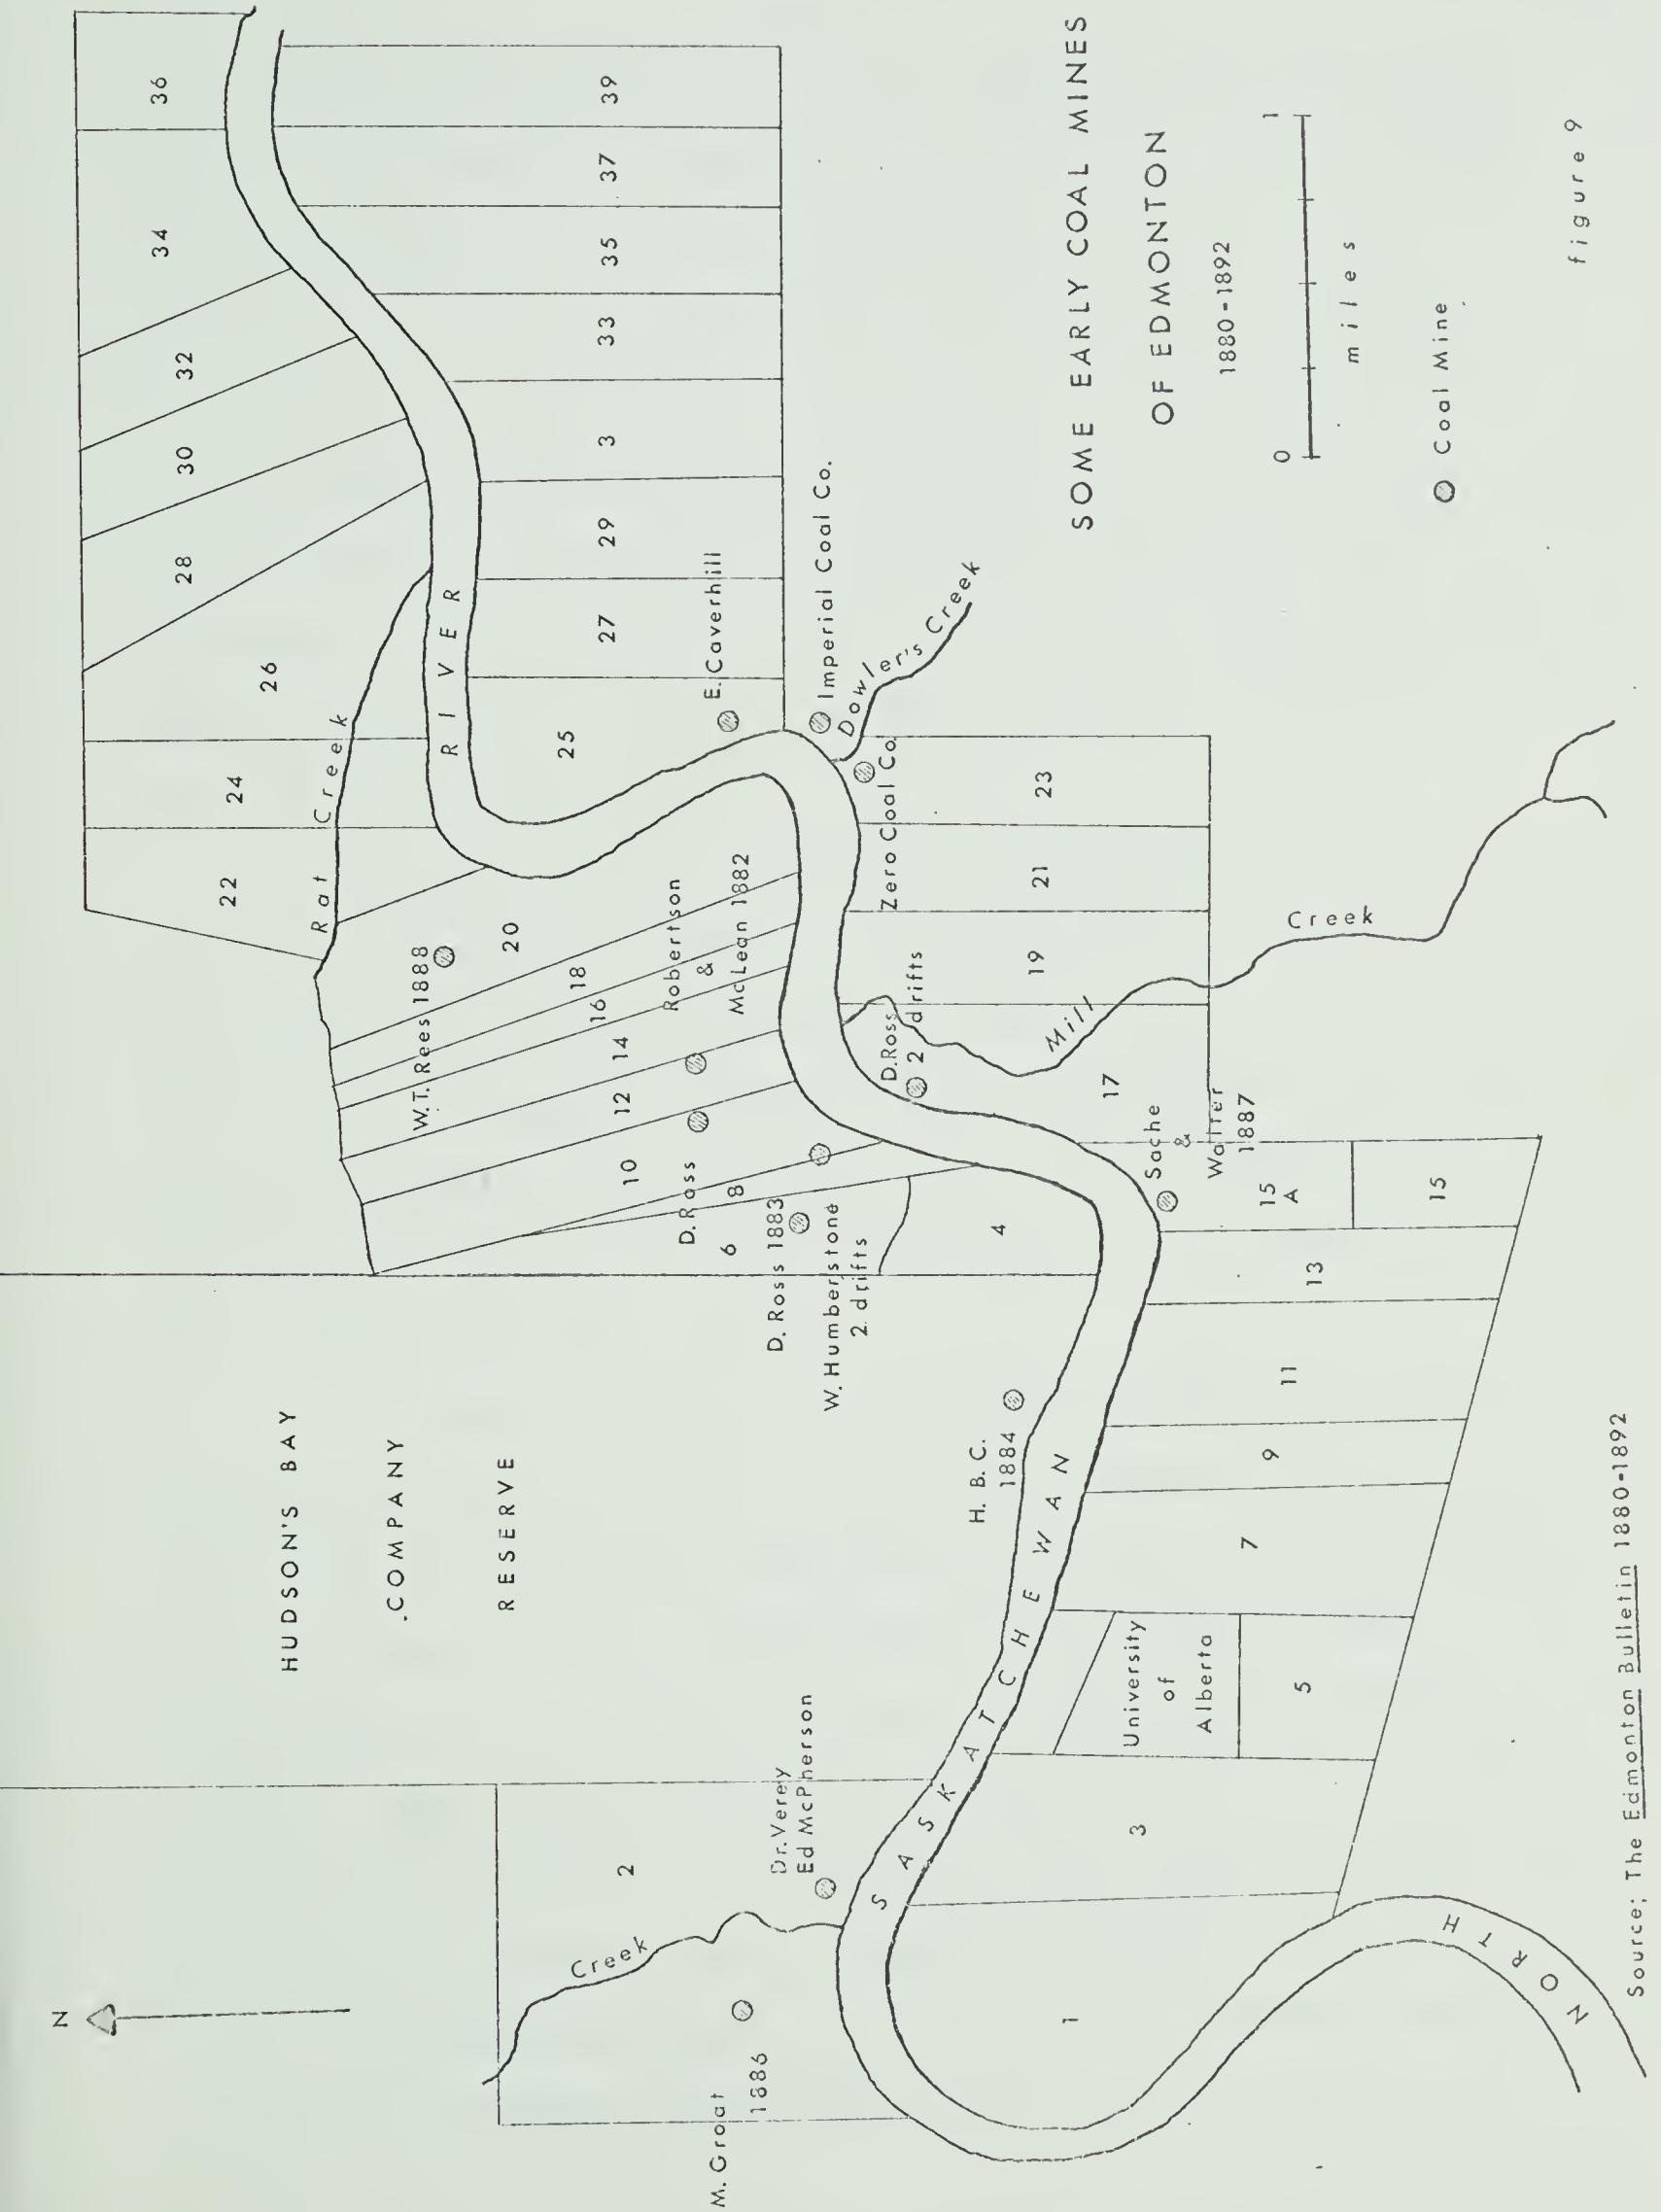 SOME EARLY COAL MINES
OF EDMONTON
1880-1892
0 1
miles
Coal Mine
figure 9
N
HUDSON'S BAY
COMPANY
RESERVE
M. Groat
1886
Creek
2
Dr. Verey
Ed McPherson
H. B. C.
1884
D. Ross 1883
W. Humberstone
2 drifts
D. Ross
4
6
8
10
12
14
16
18
20
W.T. Rees 1888
Robertson
&
McLean 1882
Rat Creek
22
24
26
28
30
32
34
36
NORTH
SASKATCHEWAN
RIVER
1
3
University
of
Alberta
5
7
9
11
13
15
A
15
Sache
&
Walter
1887
17
D. Ross
2 drifts
Mill
Creek
19
21
23
Zero Coal Co.
Dowler's Creek
Imperial Coal Co.
E. Caverhill
25
27
29
3
33
35
37
39
Source; The Edmonton Bulletin 1880-1892